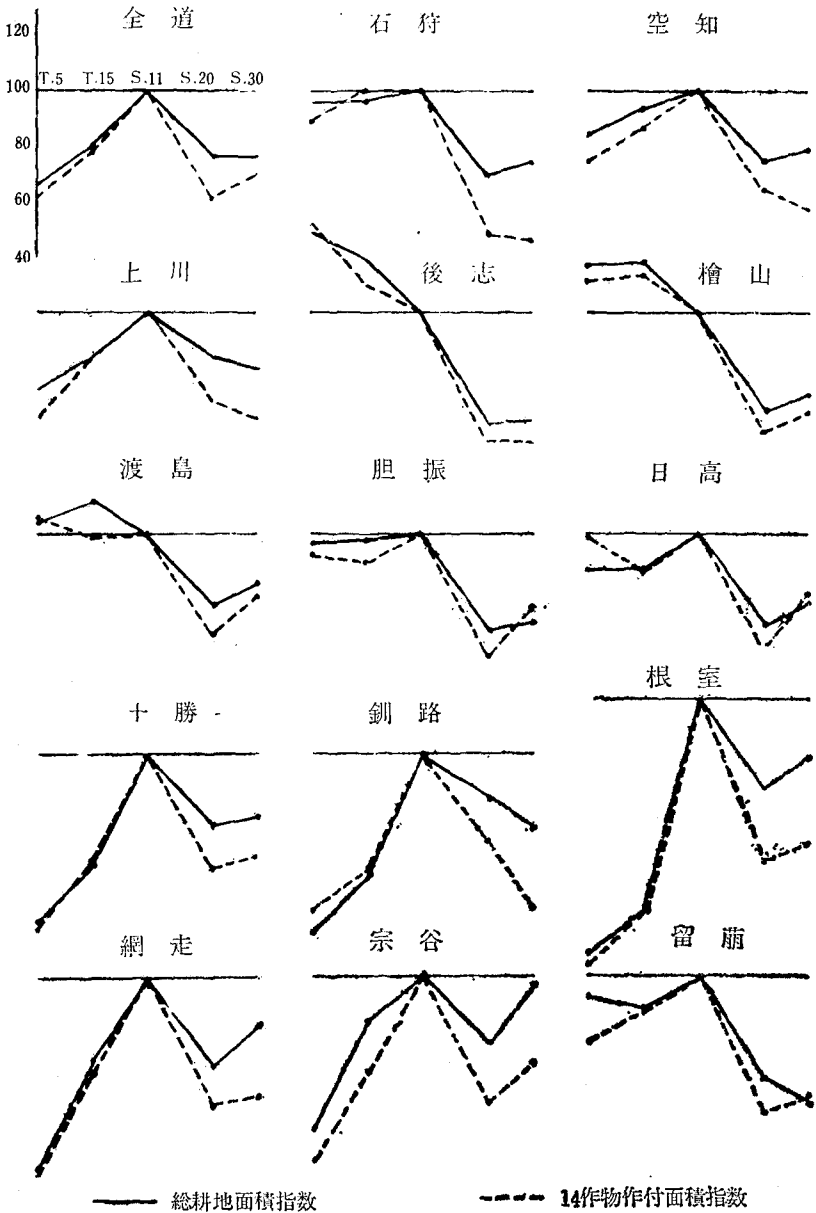 全道 石狩 空知
120
T.5 T.15 S.11 S.20 S.30
100
80
60
40
上川 後志 檜山
渡島 胆振 日高
十勝 釧路 根室
網走 宗谷 留萠
総耕地面積指数 14作物作付面積指数